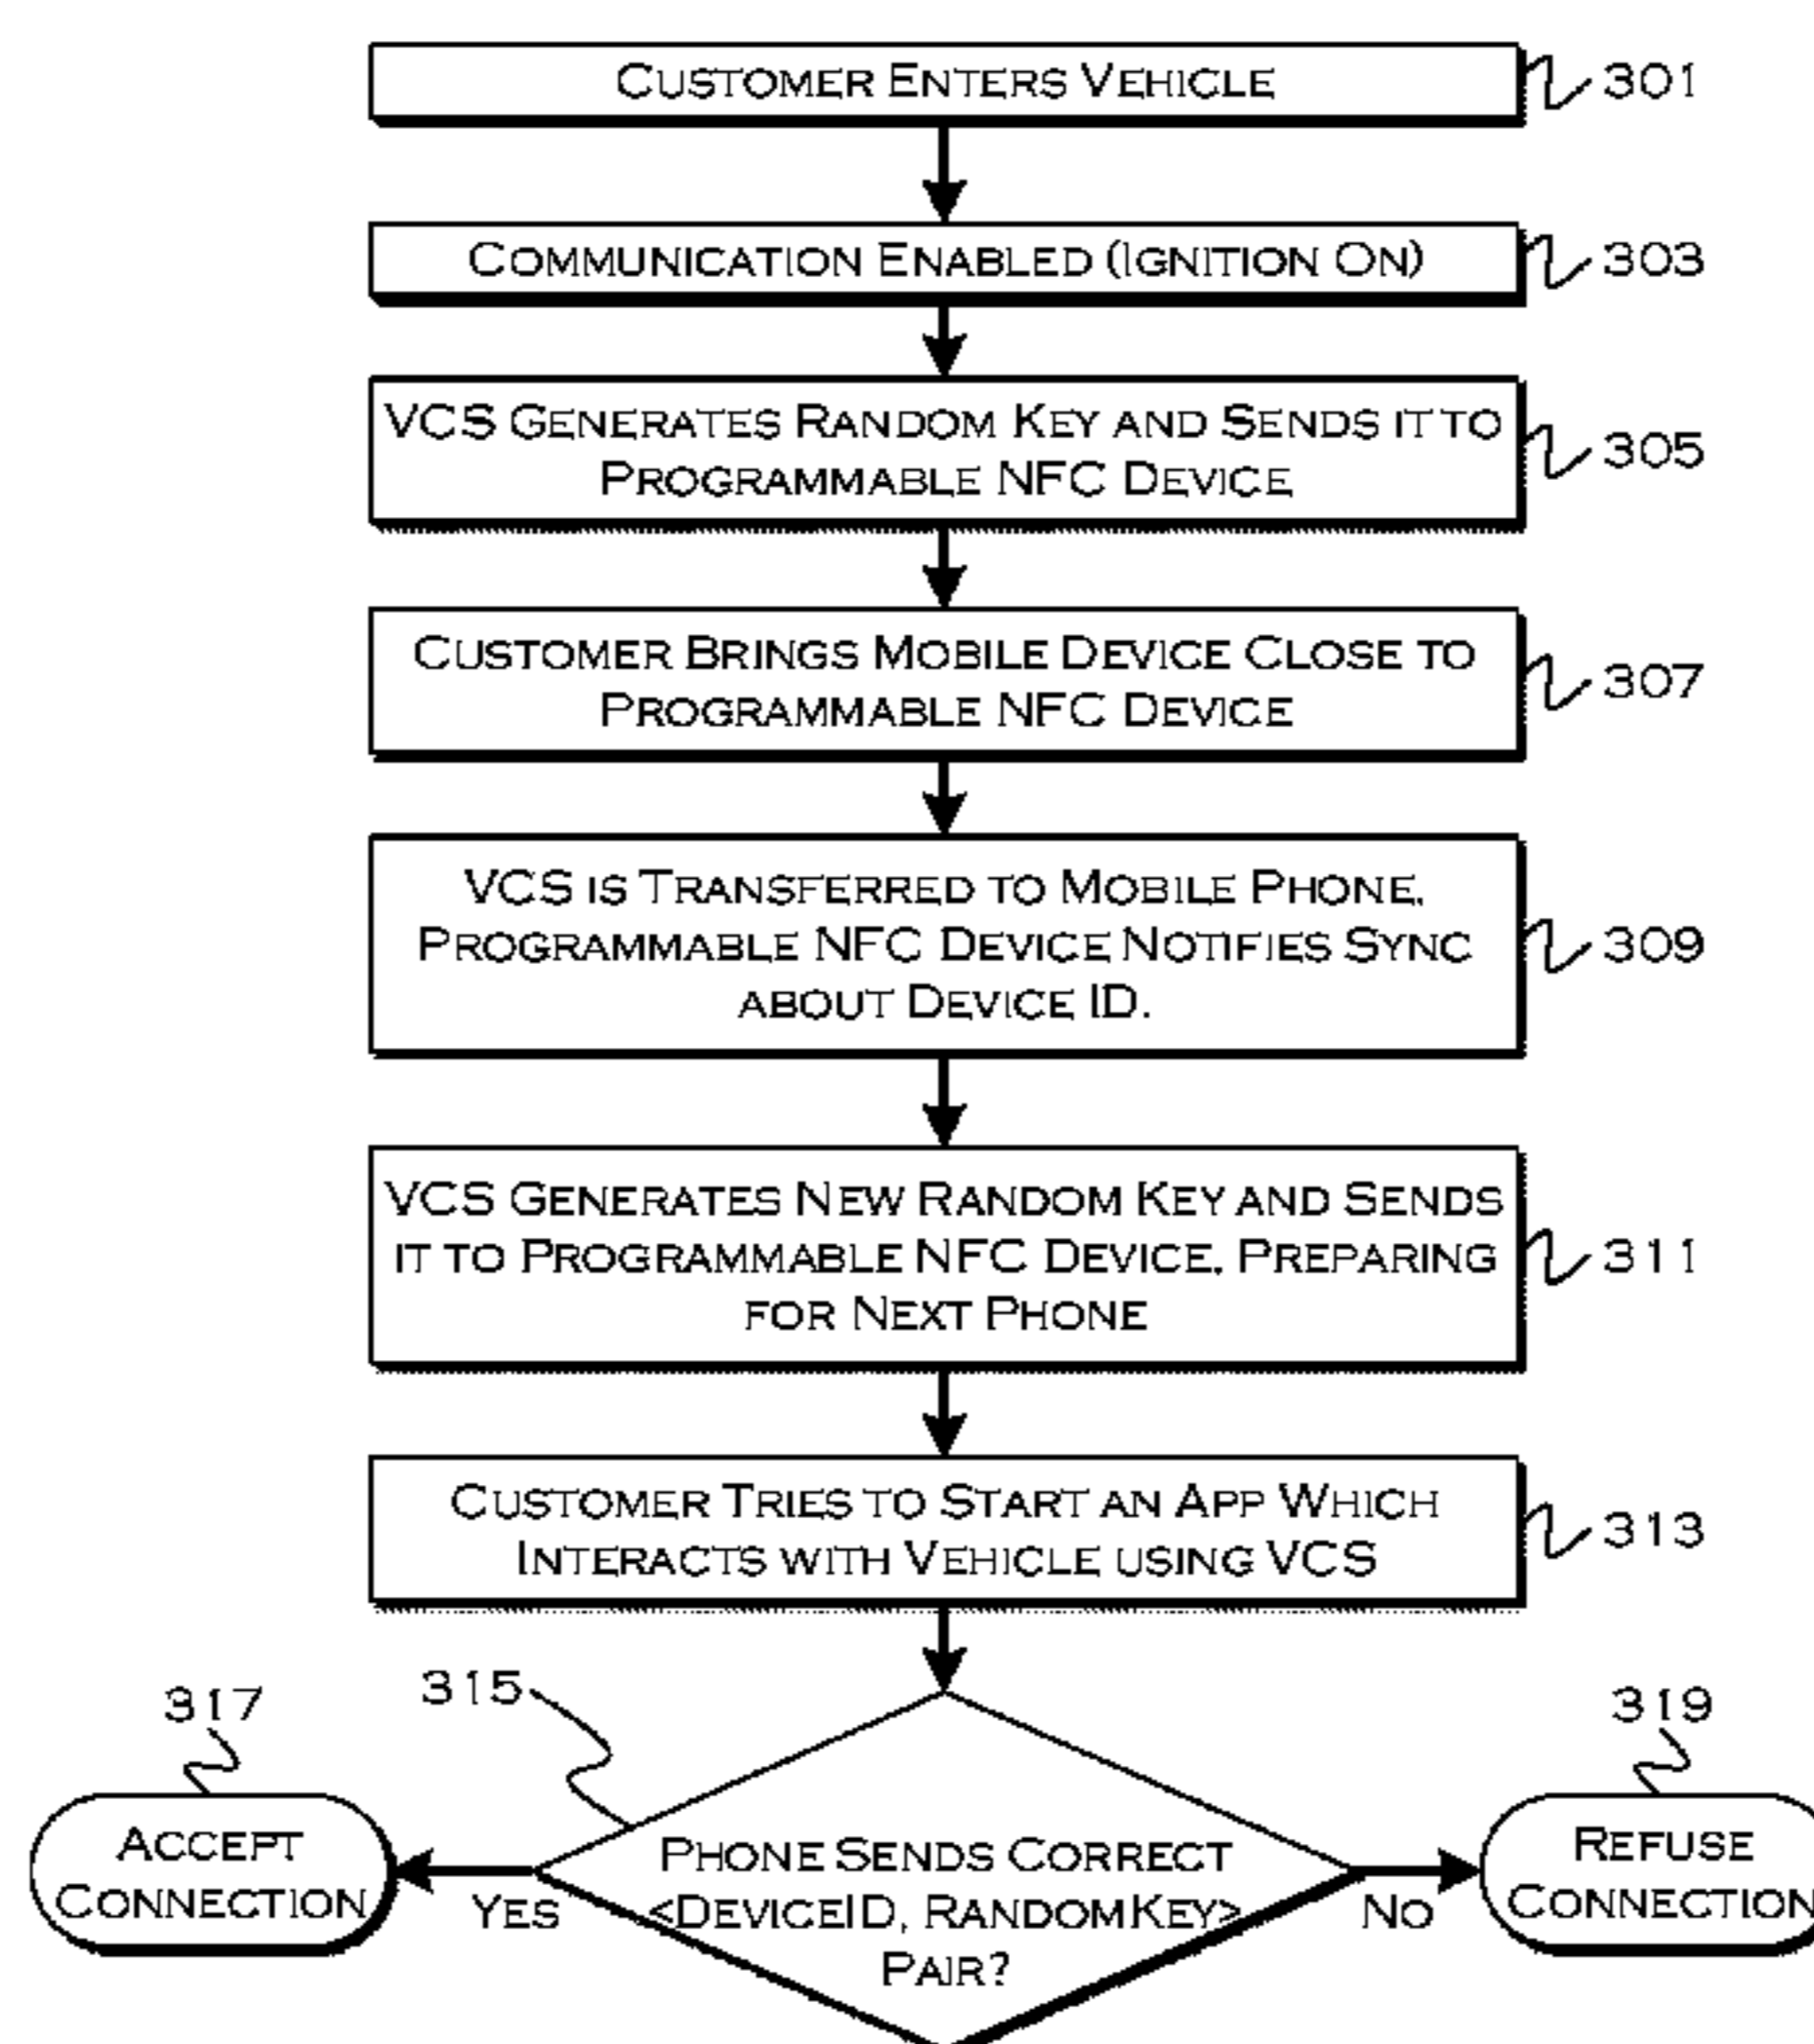 CUSTOMER ENTERS VEHICLE
301
COMMUNICATION ENABLED (IGNITION ON)
303
VCS GENERATES RANDOM KEY AND SENDS IT TO
PROGRAMMABLE NFC DEVICE
305
CUSTOMER BRINGS MOBILE DEVICE CLOSE TO
PROGRAMMABLE NFC DEVICE
307
VCS IS TRANSFERRED TO MOBILE PHONE,
PROGRAMMABLE NFC DEVICE NOTIFIES SYNC
ABOUT DEVICE ID.
309
VCS GENERATES NEW RANDOM KEY AND SENDS
IT TO PROGRAMMABLE NFC DEVICE, PREPARING
FOR NEXT PHONE
311
CUSTOMER TRIES TO START AN APP WHICH
INTERACTS WITH VEHICLE USING VCS
313
315
PHONE SENDS CORRECT
<DEVICEID, RANDOMKEY>
PAIR?
YES
NO
317
ACCEPT
CONNECTION
319
REFUSE
CONNECTION